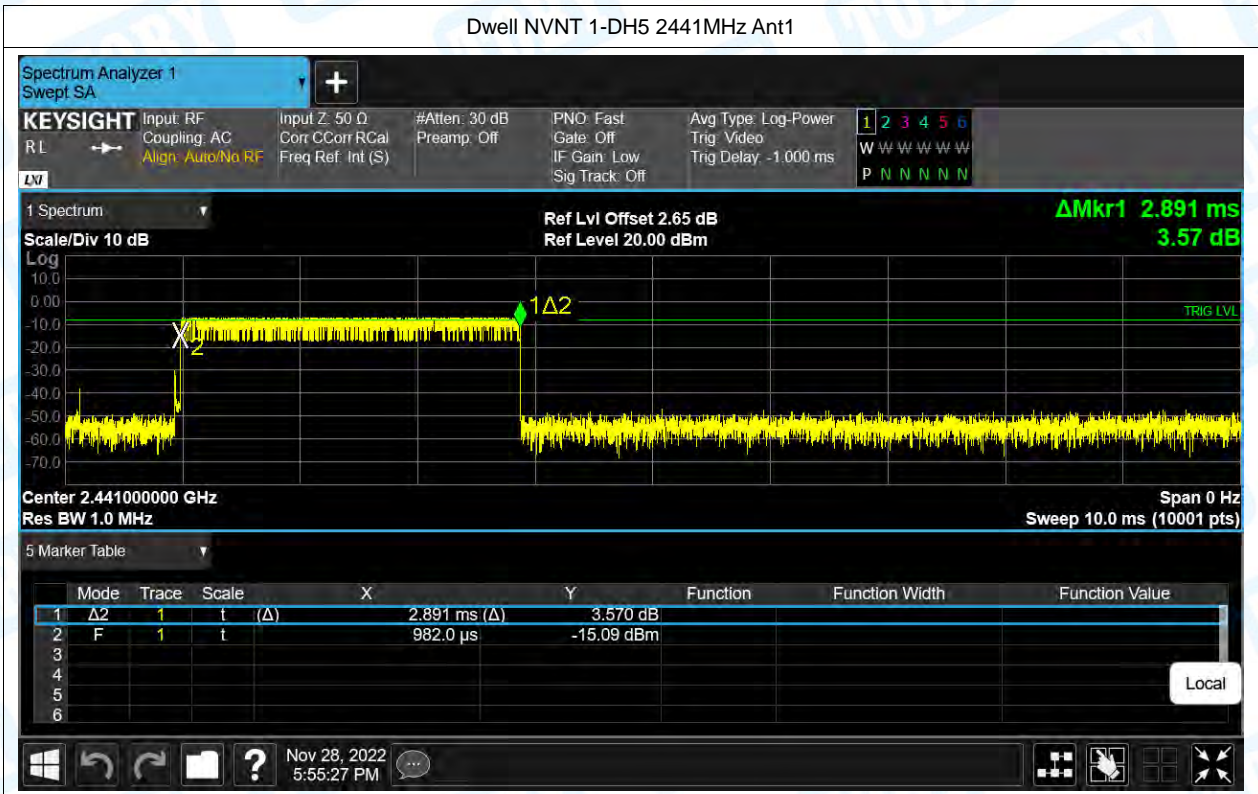 Dwell NVNT 1-DH5 2441MHz Ant1
Spectrum Analyzer 1
Swept SA
+
KEYSIGHT
R L
LXI
Input: RF
Coupling: AC
Align: Auto/No RF
Input Z: 50 Ω
Corr CCorr RCal
Freq Ref: Int (S)
#Atten: 30 dB
Preamp: Off
PNO: Fast
Gate: Off
IF Gain: Low
Sig Track: Off
Avg Type: Log-Power
Trig: Video
Trig Delay: -1.000 ms
1 2 3 4 5 6
W W W W W W
P N N N N N
1 Spectrum
Scale/Div 10 dB
Ref Lvl Offset 2.65 dB
Ref Level 20.00 dBm
ΔMkr1 2.891 ms
3.57 dB
Log
10.0
0.00
-10.0
-20.0
-30.0
-40.0
-50.0
-60.0
-70.0
1Δ2
2
TRIG LVL
Center 2.441000000 GHz
Res BW 1.0 MHz
Span 0 Hz
Sweep 10.0 ms (10001 pts)
5 Marker Table
Mode Trace Scale X Y Function Function Width Function Value
1 Δ2 1 t (Δ) 2.891 ms (Δ) 3.570 dB
2 F 1 t 982.0 µs -15.09 dBm
3
4
5
6
Local
?
Nov 28, 2022
5:55:27 PM